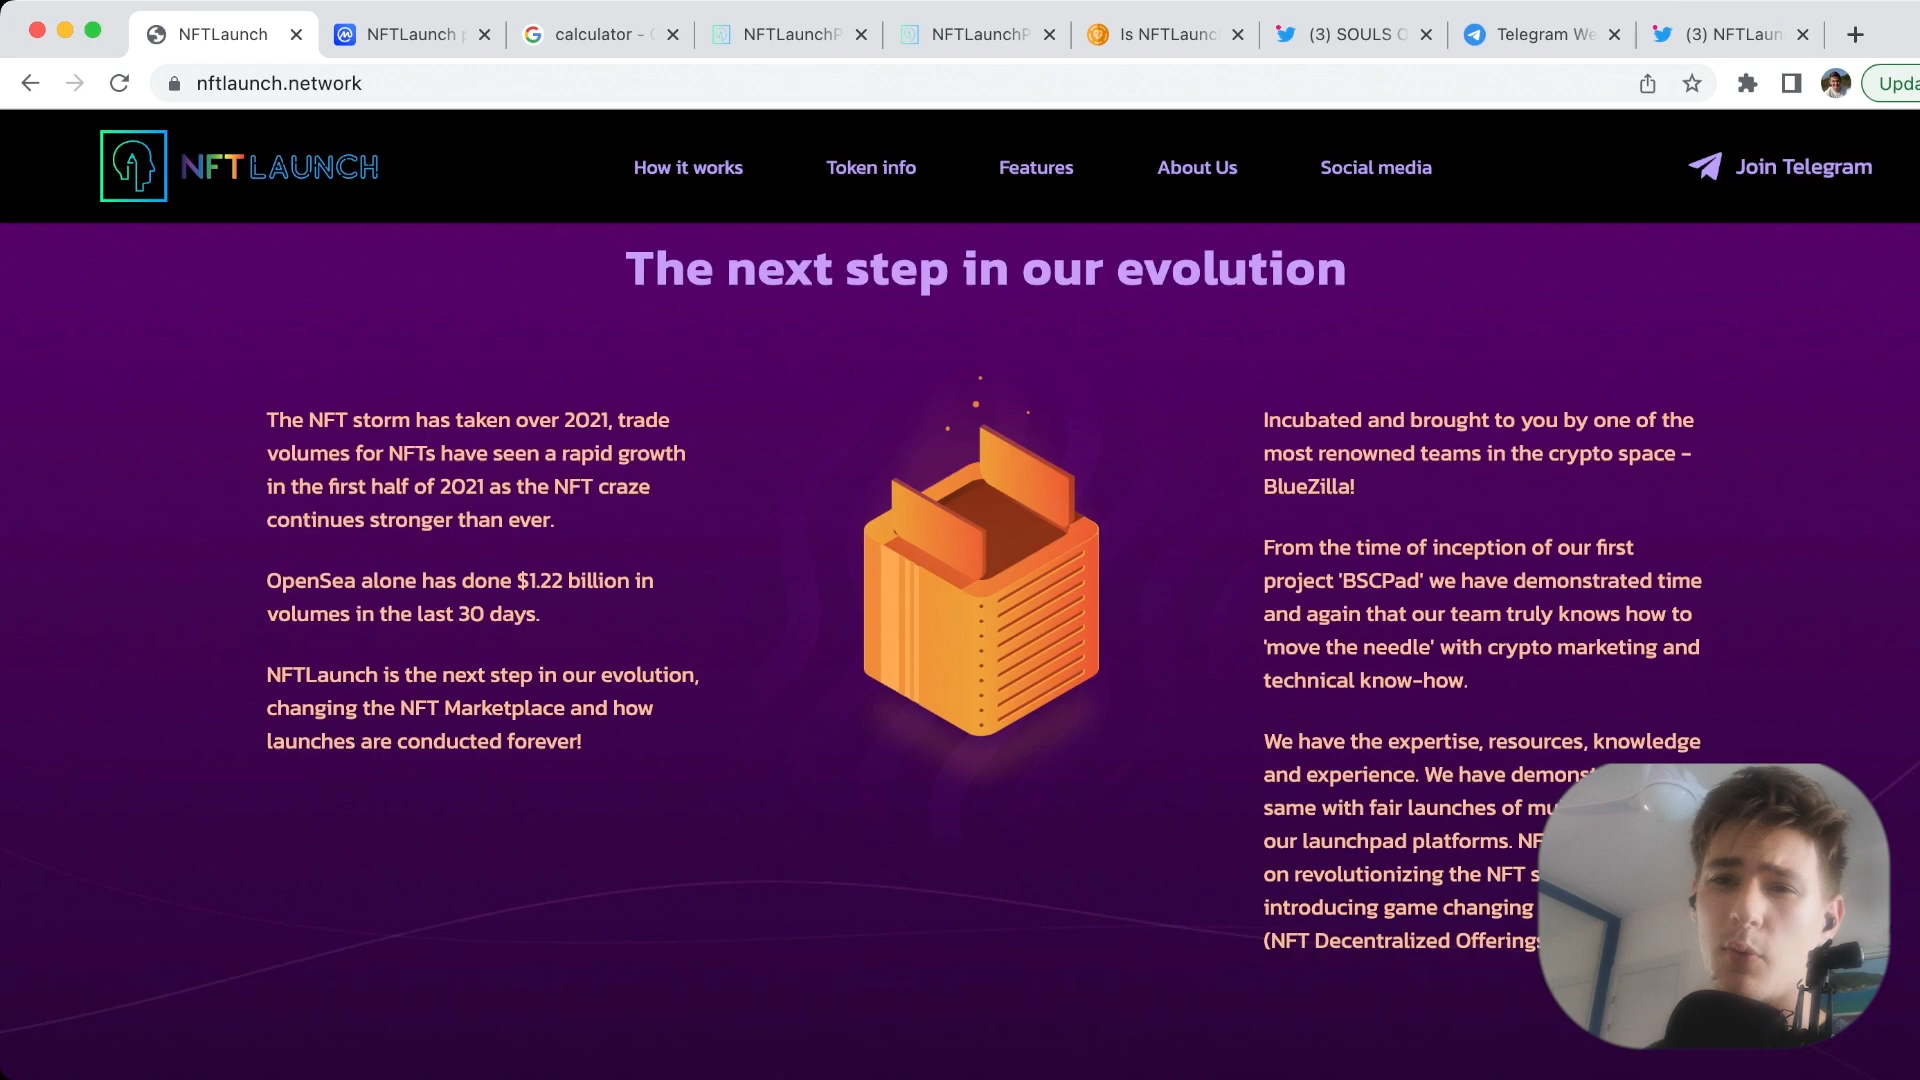 NFTLaunch
NFTLaunch
calculator -
NFTLaunchP
NFTLaunchP
Is NFTLaunc
(3) SOULS O
Telegram We
(3) NFTLaun
nftlaunch.network
Upda
NFT LAUNCH
How it works
Token info
Features
About Us
Social media
Join Telegram
The next step in our evolution
The NFT storm has taken over 2021, trade
volumes for NFTs have seen a rapid growth
in the first half of 2021 as the NFT craze
continues stronger than ever.
OpenSea alone has done $1.22 billion in
volumes in the last 30 days.
NFTLaunch is the next step in our evolution,
changing the NFT Marketplace and how
launches are conducted forever!
Incubated and brought to you by one of the
most renowned teams in the crypto space -
BlueZilla!
From the time of inception of our first
project 'BSCPad' we have demonstrated time
and again that our team truly knows how to
'move the needle' with crypto marketing and
technical know-how.
We have the expertise, resources, knowledge
and experience. We have demons
same with fair launches of mu
our launchpad platforms. NF
on revolutionizing the NFT s
introducing game changing
(NFT Decentralized Offerings